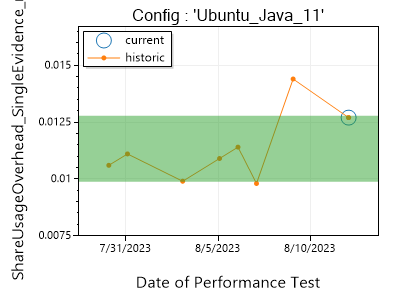 Config : 'Ubuntu_Java_11'
current
historic
0.015
0.0125
0.01
0.0075
ShareUsageOverhead_SingleEvidence_
7/31/2023
8/5/2023
8/10/2023
Date of Performance Test